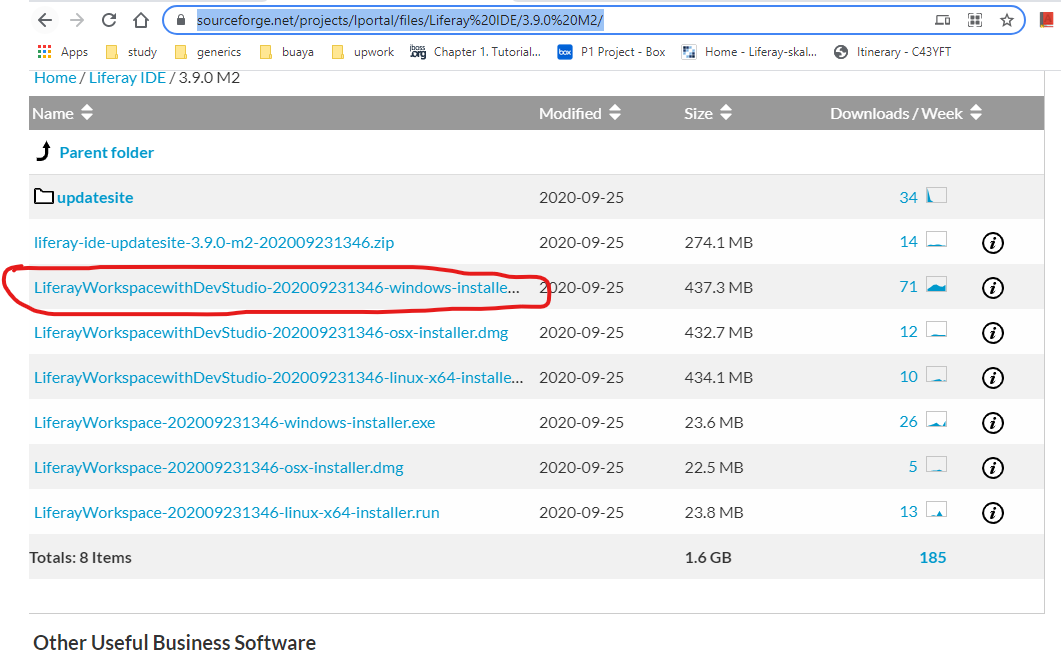 sourceforge.net/projects/lportal/files/Liferay%20IDE/3.9.0%20M2/
Apps study generics buaya upwork Chapter 1. Tutorial... P1 Project - Box Home - Liferay-skal... Itinerary - C43YFT
Home / Liferay IDE / 3.9.0 M2
Name Modified Size Downloads / Week
Parent folder
updatesite 2020-09-25 34
liferay-ide-updatesite-3.9.0-m2-202009231346.zip 2020-09-25 274.1 MB 14
LiferayWorkspacewithDevStudio-202009231346-windows-installe... 2020-09-25 437.3 MB 71
LiferayWorkspacewithDevStudio-202009231346-osx-installer.dmg 2020-09-25 432.7 MB 12
LiferayWorkspacewithDevStudio-202009231346-linux-x64-installe... 2020-09-25 434.1 MB 10
LiferayWorkspace-202009231346-windows-installer.exe 2020-09-25 23.6 MB 26
LiferayWorkspace-202009231346-osx-installer.dmg 2020-09-25 22.5 MB 5
LiferayWorkspace-202009231346-linux-x64-installer.run 2020-09-25 23.8 MB 13
Totals: 8 Items 1.6 GB 185
Other Useful Business Software